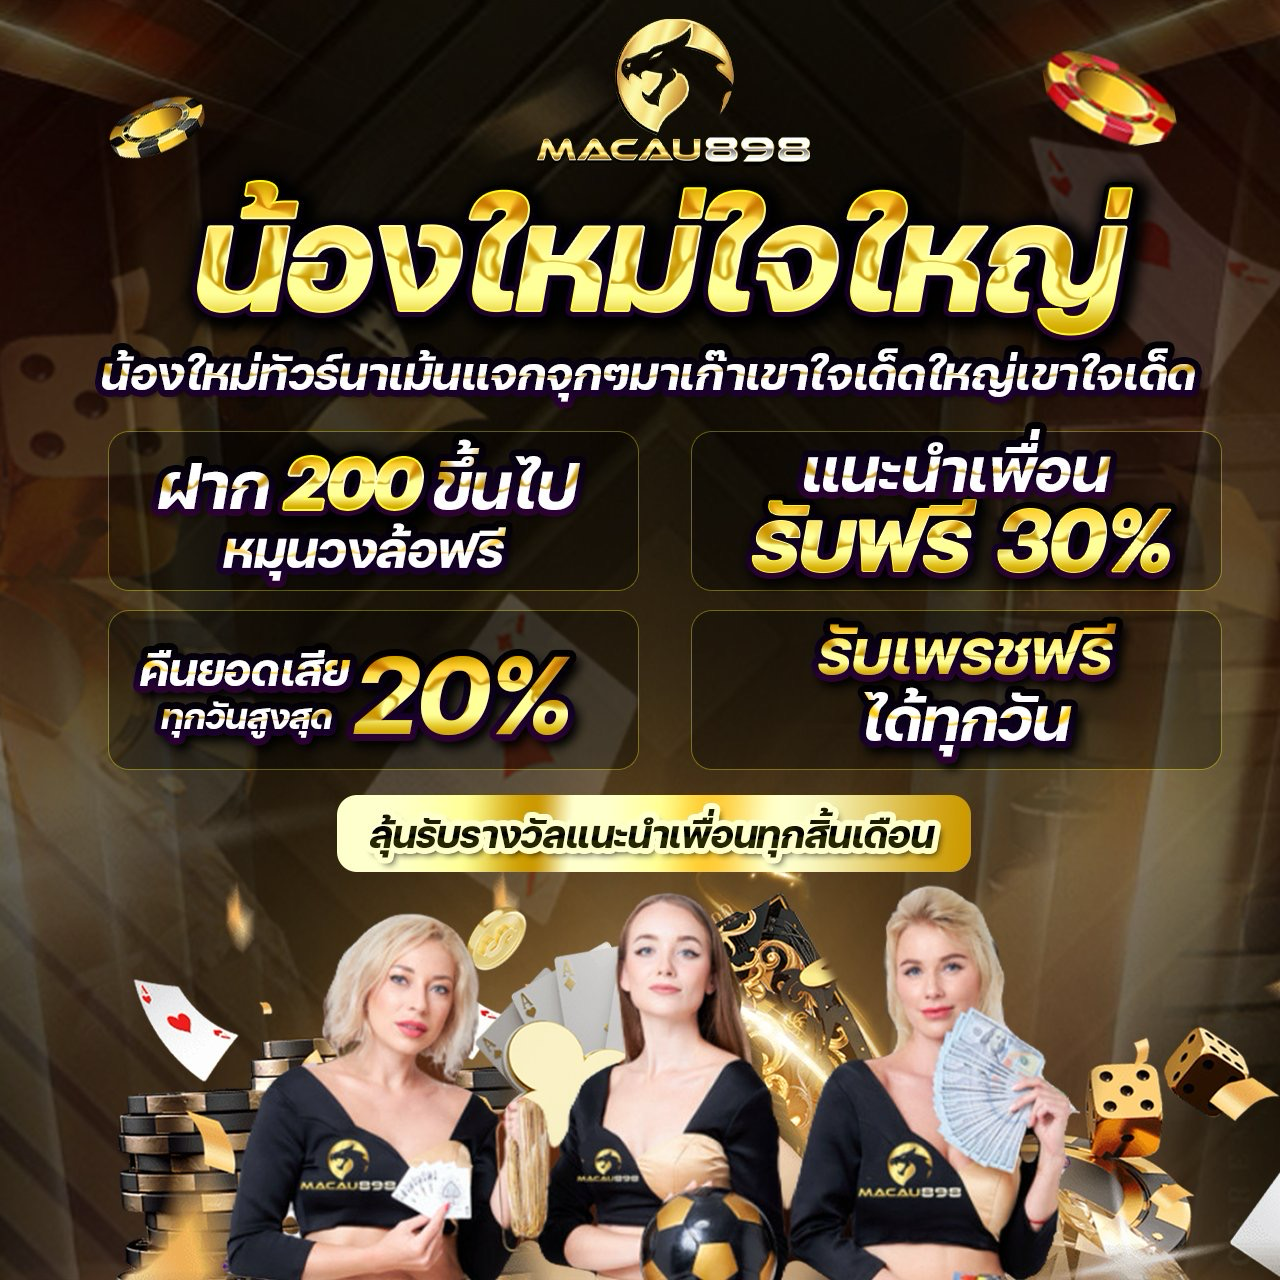 MACAU898
น้องใหม่ใจใหญ่
น้องใหม่ทัวร์นาเม้นแจกจุกๆมาเก๊าเขาใจเด็ดใหญ่เขาใจเด็ด
ฝาก 200 ขึ้นไป
หมุนวงล้อฟรี
แนะนำเพื่อน
รับฟรี 30%
คืนยอดเสีย
ทุกวันสูงสุด
20%
รับเพรชฟรี
ได้ทุกวัน
ลุ้นรับรางวัลแนะนำเพื่อนทุกสิ้นเดือน
MACAU898
MACAU898
MACAU898